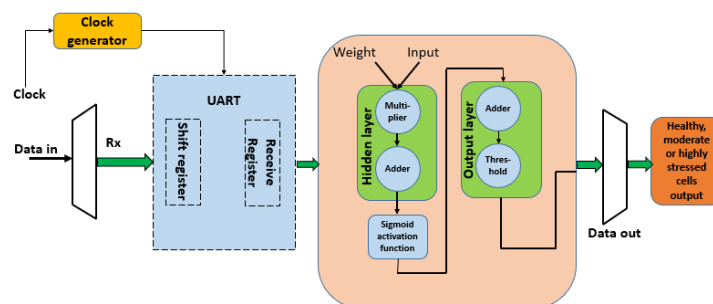 Clock
generator
Clock
Data in
Rx
UART
Shift register
Receive
Register
Weight
Input
Multi-
plier
Adder
Hidden layer
Sigmoid
activation
function
Adder
Thres-
hold
Output layer
Data out
Healthy,
moderate
or highly
stressed
cells
output